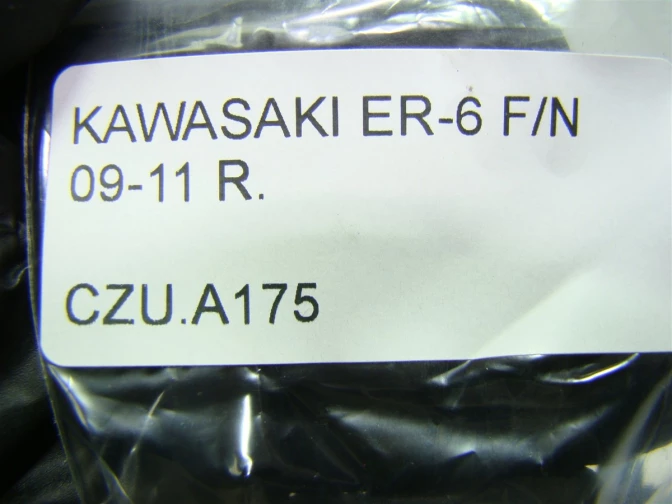 KAWASAKI ER-6 F/N
09-11 R.
CZU.A175